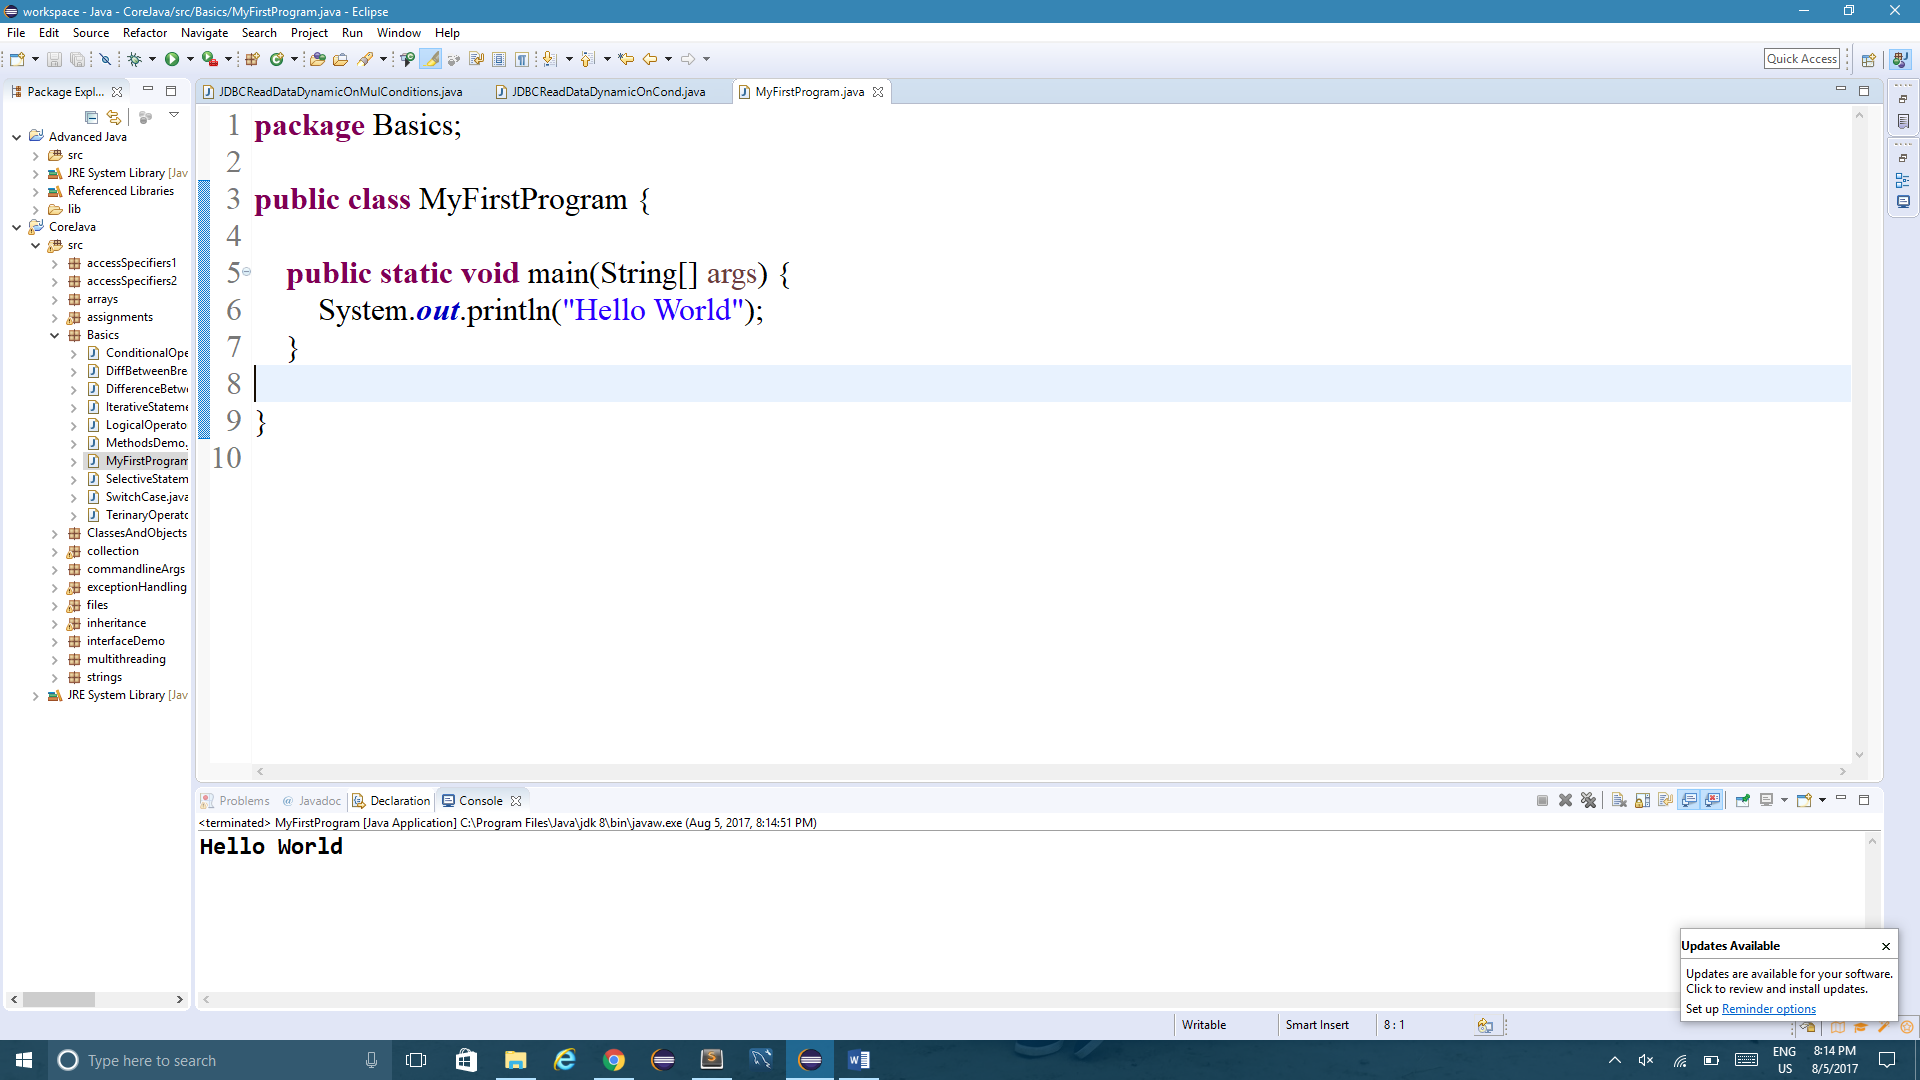 workspace - Java - CoreJava/src/Basics/MyFirstProgram.java - Eclipse
File Edit Source Refactor Navigate Search Project Run Window Help
Quick Access
Package Expl...
JDBCReadDataDynamicOnMulConditions.java
JDBCReadDataDynamicOnCond.java
MyFirstProgram.java
Advanced Java
src
JRE System Library [Jav
Referenced Libraries
lib
CoreJava
src
accessSpecifiers1
accessSpecifiers2
arrays
assignments
Basics
ConditionalOpe
DiffBetweenBre
DifferenceBetw
IterativeStateme
LogicalOperato
MethodsDemo.
MyFirstProgram
SelectiveStatem
SwitchCase.java
TerinaryOperato
ClassesAndObjects
collection
commandlineArgs
exceptionHandling
files
inheritance
interfaceDemo
multithreading
strings
JRE System Library [Jav
1 package Basics;
2
3 public class MyFirstProgram {
4
5 public static void main(String[] args) {
6 System.out.println("Hello World");
7 }
8
9 }
10
Problems @ Javadoc Declaration Console
<terminated> MyFirstProgram [Java Application] C:\Program Files\Java\jdk 8\bin\javaw.exe (Aug 5, 2017, 8:14:51 PM)
Hello World
Updates Available
Updates are available for your software.
Click to review and install updates.
Set up Reminder options
Writable Smart Insert 8 : 1
Type here to search
ENG
US
8:14 PM
8/5/2017